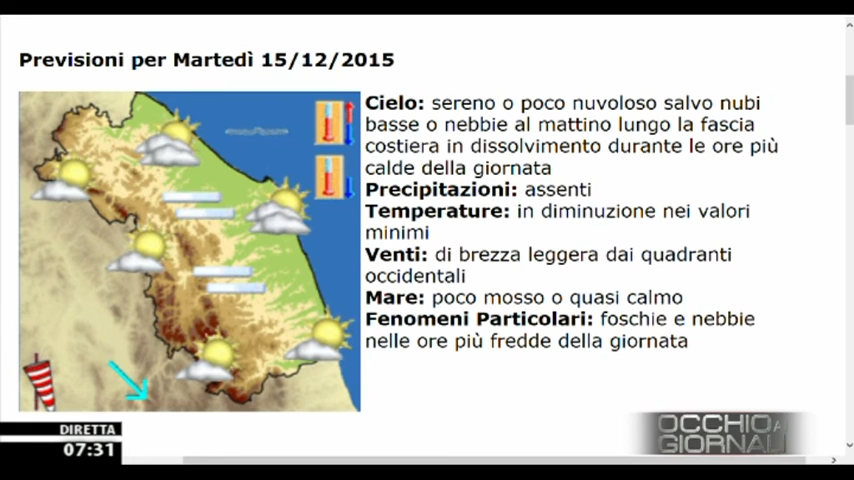 Previsioni per Martedì 15/12/2015
Cielo: sereno o poco nuvoloso salvo nubi
basse o nebbie al mattino lungo la fascia
costiera in dissolvimento durante le ore più
calde della giornata
Precipitazioni: assenti
Temperature: in diminuzione nei valori
minimi
Venti: di brezza leggera dai quadranti
occidentali
Mare: poco mosso o quasi calmo
Fenomeni Particolari: foschie e nebbie
nelle ore più fredde della giornata
DIRETTA
07:31
OCCHIO AI
GIORNALI